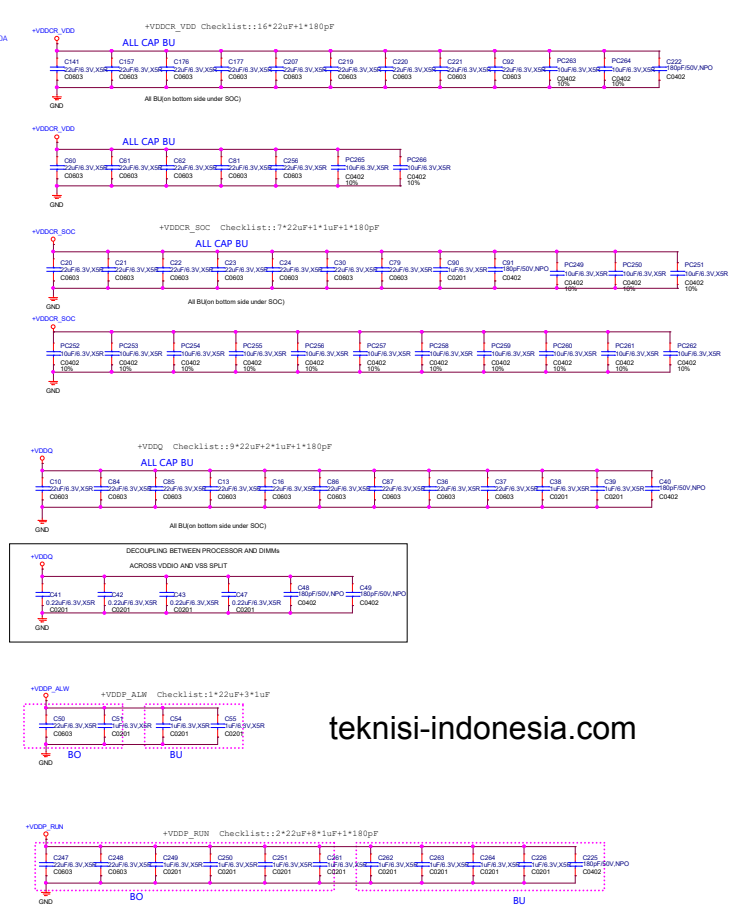 +VDDCR_VDD Checklist::16*22uF+1*180pF
0A
+VDDCR_VDD
ALL CAP BU
C141 C157 C176 C177 C207 C219 C220 C221 C92 PC263 PC264 C222
22uF/6.3V,X5R 22uF/6.3V,X5R 22uF/6.3V,X5R 22uF/6.3V,X5R 22uF/6.3V,X5R 22uF/6.3V,X5R 22uF/6.3V,X5R 22uF/6.3V,X5R 22uF/6.3V,X5R 10uF/6.3V,X5R 10uF/6.3V,X5R 180pF/50V,NPO
C0603 C0603 C0603 C0603 C0603 C0603 C0603 C0603 C0603 C0402 C0402 C0402
10% 10%
All BU(on bottom side under SOC)
GND
+VDDCR_VDD
ALL CAP BU
C60 C61 C62 C81 C256 PC265 PC266
22uF/6.3V,X5R 22uF/6.3V,X5R 22uF/6.3V,X5R 22uF/6.3V,X5R 22uF/6.3V,X5R 10uF/6.3V,X5R 10uF/6.3V,X5R
C0603 C0603 C0603 C0603 C0603 C0402 C0402
10% 10%
GND
+VDDCR_SOC Checklist::7*22uF+1*1uF+1*180pF
+VDDCR_SOC
ALL CAP BU
C20 C21 C22 C23 C24 C30 C79 C90 C91 PC249 PC250 PC251
22uF/6.3V,X5R 22uF/6.3V,X5R 22uF/6.3V,X5R 22uF/6.3V,X5R 22uF/6.3V,X5R 22uF/6.3V,X5R 22uF/6.3V,X5R 1uF/6.3V,X5R 180pF/50V,NPO 10uF/6.3V,X5R 10uF/6.3V,X5R 10uF/6.3V,X5R
C0603 C0603 C0603 C0603 C0603 C0603 C0603 C0201 C0402 C0402 C0402 C0402
10% 10% 10%
All BU(on bottom side under SOC)
GND
+VDDCR_SOC
PC252 PC253 PC254 PC255 PC256 PC257 PC258 PC259 PC260 PC261 PC262
10uF/6.3V,X5R 10uF/6.3V,X5R 10uF/6.3V,X5R 10uF/6.3V,X5R 10uF/6.3V,X5R 10uF/6.3V,X5R 10uF/6.3V,X5R 10uF/6.3V,X5R 10uF/6.3V,X5R 10uF/6.3V,X5R 10uF/6.3V,X5R
C0402 C0402 C0402 C0402 C0402 C0402 C0402 C0402 C0402 C0402 C0402
10% 10% 10% 10% 10% 10% 10% 10% 10% 10% 10%
GND
+VDDQ Checklist::9*22uF+2*1uF+1*180pF
+VDDQ
ALL CAP BU
C10 C84 C85 C13 C16 C86 C87 C36 C37 C38 C39 C40
22uF/6.3V,X5R 22uF/6.3V,X5R 22uF/6.3V,X5R 22uF/6.3V,X5R 22uF/6.3V,X5R 22uF/6.3V,X5R 22uF/6.3V,X5R 22uF/6.3V,X5R 22uF/6.3V,X5R 1uF/6.3V,X5R 1uF/6.3V,X5R 180pF/50V,NPO
C0603 C0603 C0603 C0603 C0603 C0603 C0603 C0603 C0603 C0201 C0201 C0402
All BU(on bottom side under SOC)
GND
DECOUPLING BETWEEN PROCESSOR AND DIMMs
+VDDQ
ACROSS VDDIO AND VSS SPLIT
C41 C42 C43 C47 C48 C49
0.22uF/6.3V,X5R 0.22uF/6.3V,X5R 0.22uF/6.3V,X5R 0.22uF/6.3V,X5R 180pF/50V,NPO 180pF/50V,NPO
C0201 C0201 C0201 C0201 C0402 C0402
GND
+VDDP_ALW
+VDDP_ALW Checklist:1*22uF+3*1uF
C50 C51 C54 C55
22uF/6.3V,X5R 1uF/6.3V,X5R 1uF/6.3V,X5R 1uF/6.3V,X5R
C0603 C0201 C0201 C0201
BO BU
GND
teknisi-indonesia.com
+VDDP_RUN
+VDDP_RUN Checklist::2*22uF+8*1uF+1*180pF
C247 C248 C249 C250 C251 C261 C262 C263 C264 C226 C225
22uF/6.3V,X5R 22uF/6.3V,X5R 1uF/6.3V,X5R 1uF/6.3V,X5R 1uF/6.3V,X5R 1uF/6.3V,X5R 1uF/6.3V,X5R 1uF/6.3V,X5R 1uF/6.3V,X5R 1uF/6.3V,X5R 180pF/50V,NPO
C0603 C0603 C0201 C0201 C0201 C0201 C0201 C0201 C0201 C0201 C0402
BO BU
GND